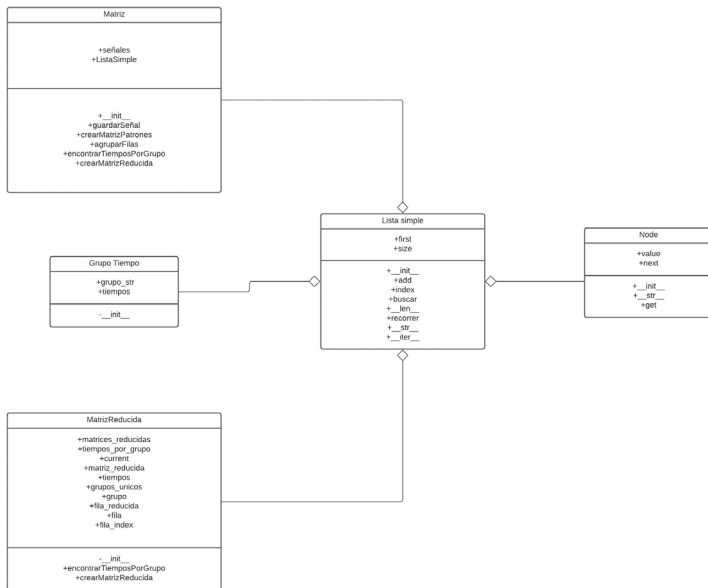 Matriz
+señales
+ListaSimple
+__init__
+guardarSeñal
+crearMatrizPatrones
+agruparFilas
+encontrarTiemposPorGrupo
+crearMatrizReducida
Grupo Tiempo
+grupo_str
+tiempos
-__init__
Lista simple
+first
+size
+__init__
+add
+index
+buscar
+__len__
+recorrer
+__str__
+__iter__
Node
+value
+next
+__init__
+__str__
+get
MatrizReducida
+matrices_reducidas
+tiempos_por_grupo
+current
+matriz_reducida
+tiempos
+grupos_unicos
+grupo
+fila_reducida
+fila
+fila_index
-__init__
+encontrarTiemposPorGrupo
+crearMatrizReducida